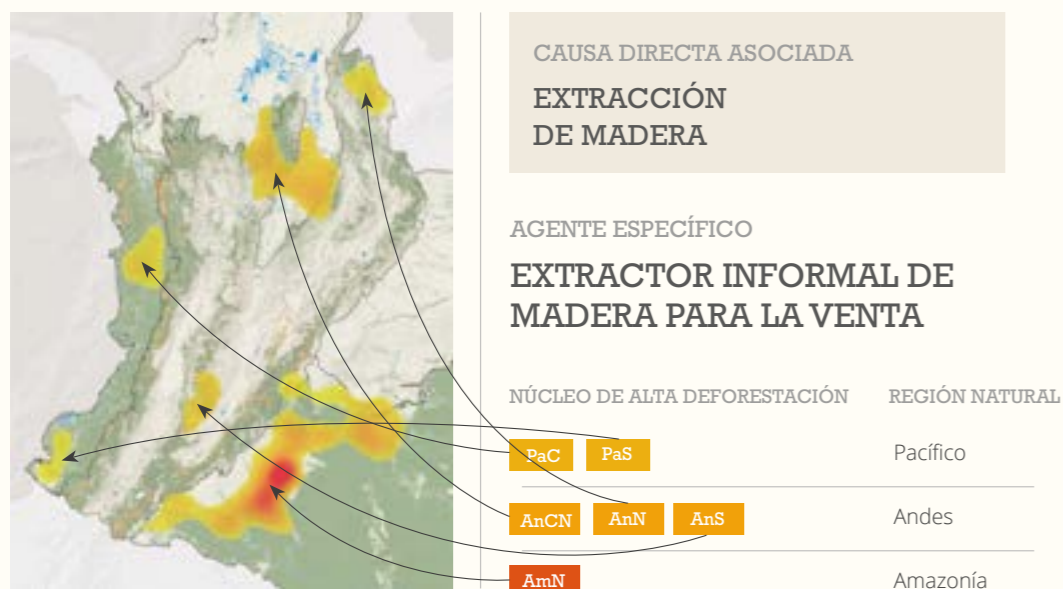 CAUSA DIRECTA ASOCIADA
EXTRACCIÓN
DE MADERA
AGENTE ESPECÍFICO
EXTRACTOR INFORMAL DE
MADERA PARA LA VENTA
NÚCLEO DE ALTA DEFORESTACIÓN REGIÓN NATURAL
PaC PaS Pacífico
AnCN AnN AnS Andes
AmN Amazonía